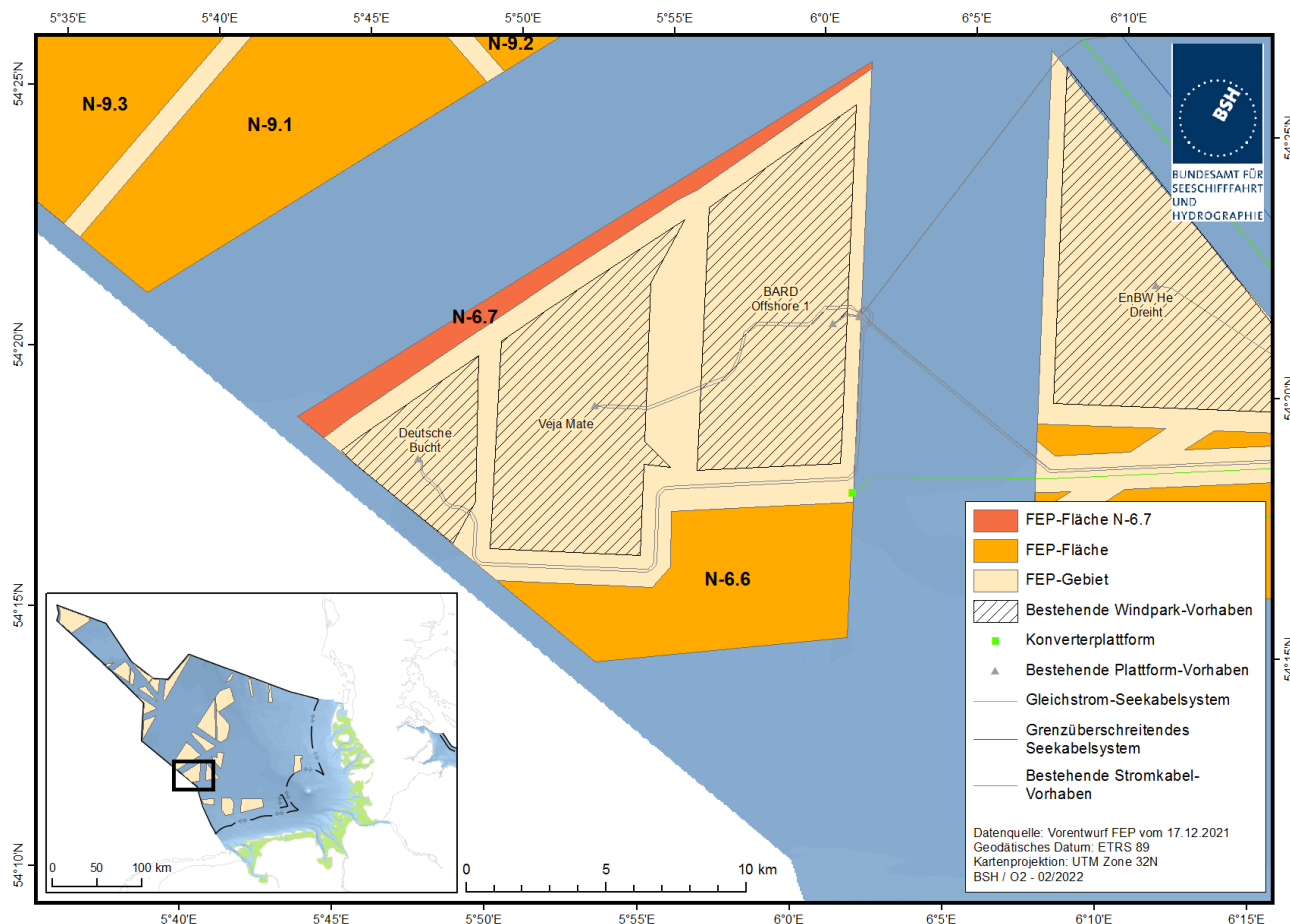 5°35'E 5°40'E 5°45'E 5°50'E 5°55'E 6°0'E 6°5'E 6°10'E
N-9.2
54°25'N
N-9.3
N-9.1
BSH
54°25'N
BUNDESAMT FÜR
SEESCHIFFFAHRT
UND
HYDROGRAPHIE
BARD
Offshore 1
EnBW He
Dreiht
N-6.7
54°20'N
54°20'N
Deutsche
Bucht
Veja Mate
N-6.6
54°15'N
54°15'N
FEP-Fläche N-6.7
FEP-Fläche
FEP-Gebiet
Bestehende Windpark-Vorhaben
Konverterplattform
Bestehende Plattform-Vorhaben
Gleichstrom-Seekabelsystem
Grenzüberschreitendes
Seekabelsystem
Bestehende Stromkabel-
Vorhaben
Datenquelle: Vorentwurf FEP vom 17.12.2021
Geodätisches Datum: ETRS 89
Kartenprojektion: UTM Zone 32N
BSH / O2 - 02/2022
54°10'N
0 50 100 km
0 5 10 km
5°40'E 5°45'E 5°50'E 5°55'E 6°0'E 6°5'E 6°10'E 6°15'E